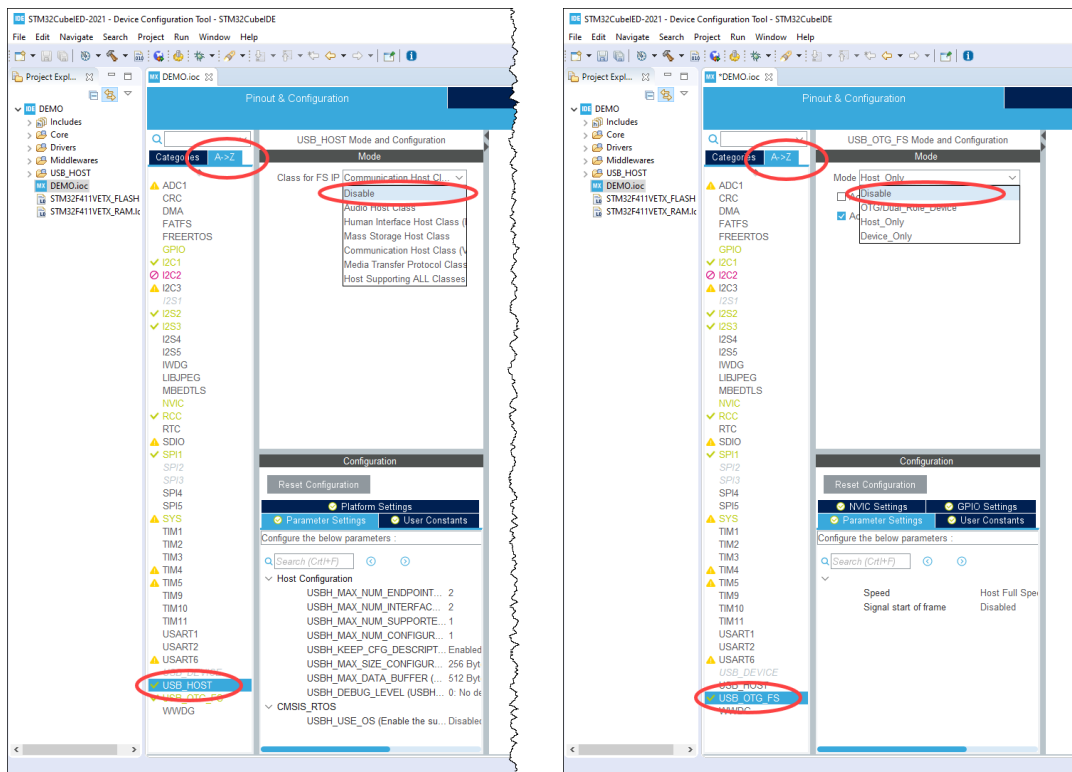 STM32CubeIED-2021 - Device Configuration Tool - STM32CubeIDE
File Edit Navigate Search Project Run Window Help
Project Expl...
DEMO.ioc
DEMO
Includes
Core
Drivers
Middlewares
USB_HOST
DEMO.ioc
STM32F411VETX_FLASH
STM32F411VETX_RAM.lc
Pinout & Configuration
Categories A->Z
ADC1
CRC
DMA
FATFS
FREERTOS
GPIO
I2C1
I2C2
I2C3
I2S1
I2S2
I2S3
I2S4
I2S5
IWDG
LIBJPEG
MBEDTLS
NVIC
RCC
RTC
SDIO
SPI1
SPI2
SPI3
SPI4
SPI5
SYS
TIM1
TIM2
TIM3
TIM4
TIM5
TIM9
TIM10
TIM11
USART1
USART2
USART6
USB_DEVICE
USB_HOST
USB_OTG_FS
WWDG
USB_HOST Mode and Configuration
Mode
Class for FS IP Communication Host Cl...
Disable
Audio Host Class
Human Interface Host Class (
Mass Storage Host Class
Communication Host Class (V
Media Transfer Protocol Class
Host Supporting ALL Classes
Configuration
Reset Configuration
Platform Settings
Parameter Settings User Constants
Configure the below parameters :
Search (Crtl+F)
Host Configuration
USBH_MAX_NUM_ENDPOINT... 2
USBH_MAX_NUM_INTERFAC... 2
USBH_MAX_NUM_SUPPORTE... 1
USBH_MAX_NUM_CONFIGUR... 1
USBH_KEEP_CFG_DESCRIPT... Enabled
USBH_MAX_SIZE_CONFIGUR... 256 Byt
USBH_MAX_DATA_BUFFER (... 512 Byt
USBH_DEBUG_LEVEL (USBH... 0: No de
CMSIS_RTOS
USBH_USE_OS (Enable the su... Disabled
STM32CubeIED-2021 - Device Configuration Tool - STM32CubeIDE
File Edit Navigate Search Project Run Window Help
Project Expl...
*DEMO.ioc
DEMO
Includes
Core
Drivers
Middlewares
USB_HOST
DEMO.ioc
STM32F411VETX_FLASH
STM32F411VETX_RAM.lc
Pinout & Configuration
Categories A->Z
ADC1
CRC
DMA
FATFS
FREERTOS
GPIO
I2C1
I2C2
I2C3
I2S1
I2S2
I2S3
I2S4
I2S5
IWDG
LIBJPEG
MBEDTLS
NVIC
RCC
RTC
SDIO
SPI1
SPI2
SPI3
SPI4
SPI5
SYS
TIM1
TIM2
TIM3
TIM4
TIM5
TIM9
TIM10
TIM11
USART1
USART2
USART6
USB_DEVICE
USB_HOST
USB_OTG_FS
WWDG
USB_OTG_FS Mode and Configuration
Mode
Mode Host_Only
Disable
OTG/Dual_Role_Device
Host_Only
Device_Only
Configuration
Reset Configuration
NVIC Settings GPIO Settings
Parameter Settings User Constants
Configure the below parameters :
Search (Crtl+F)
Speed Host Full Spe
Signal start of frame Disabled